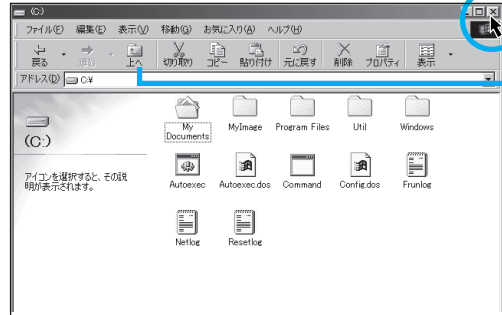 (C:)
ファイル(F) 編集(E) 表示(V) 移動(G) お気に入り(A) ヘルプ(H)
戻る 進む 上へ 切り取り コピー 貼り付け 元に戻す 削除 プロパティ 表示
アドレス(D) C:¥
(C:)
アイコンを選択すると、その説
明が表示されます。
My
Documents MyImage Program Files Util Windows
Autoexec Autoexec.dos Command Config.dos Frunlog
Netlog Resetlog